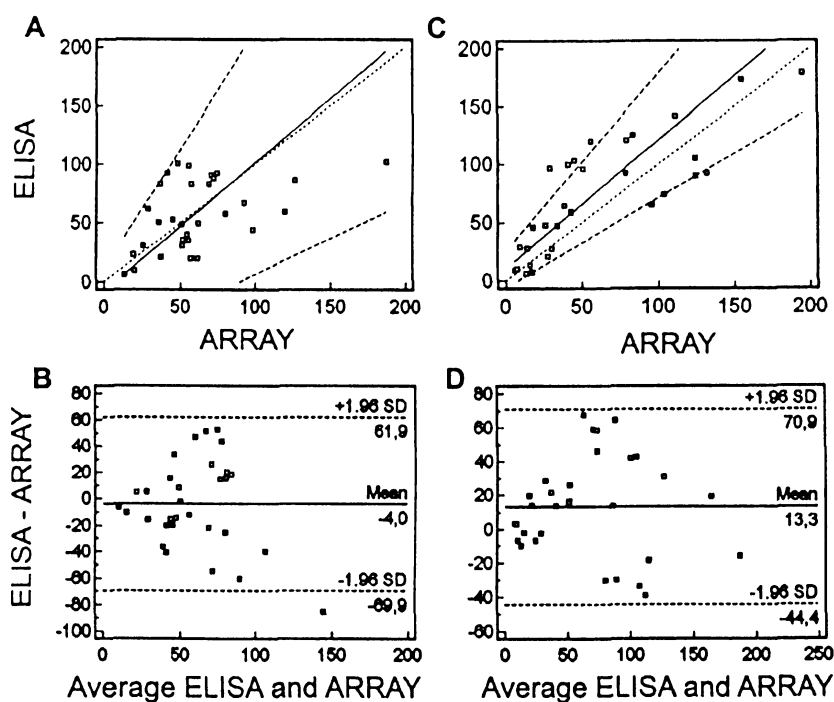 A
C
200
150
100
50
0
ELISA
0 50 100 150 200
ARRAY
200
150
100
50
0
0 50 100 150 200
ARRAY
B
D
80
60
40
20
0
-20
-40
-60
-80
-100
ELISA - ARRAY
+1.96 SD
61,9
Mean
-4,0
-1.96 SD
-69,9
0 50 100 150 200
Average ELISA and ARRAY
80
60
40
20
0
-20
-40
-60
+1.96 SD
70,9
Mean
13,3
-1.96 SD
-44,4
0 50 100 150 200 250
Average ELISA and ARRAY